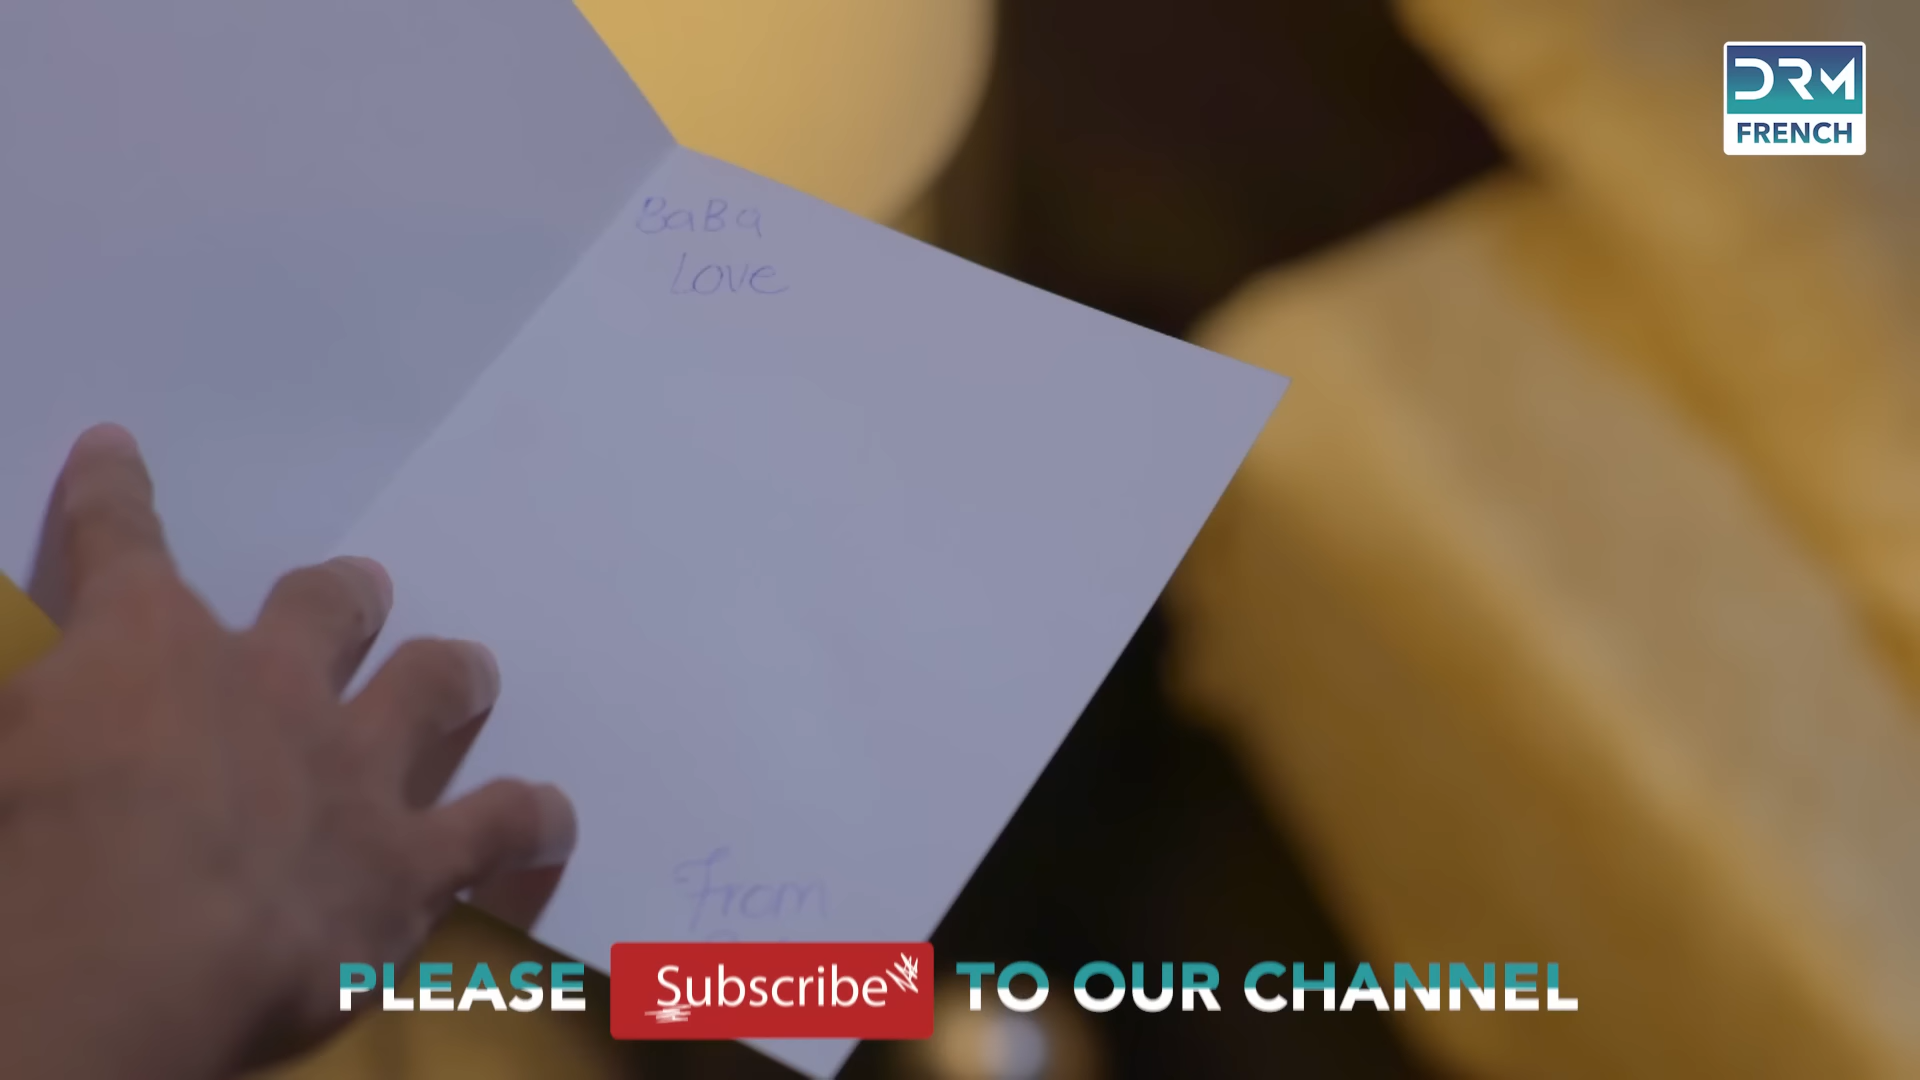 DRM
FRENCH
BaBa
Love
From
PLEASE Subscribe TO OUR CHANNEL